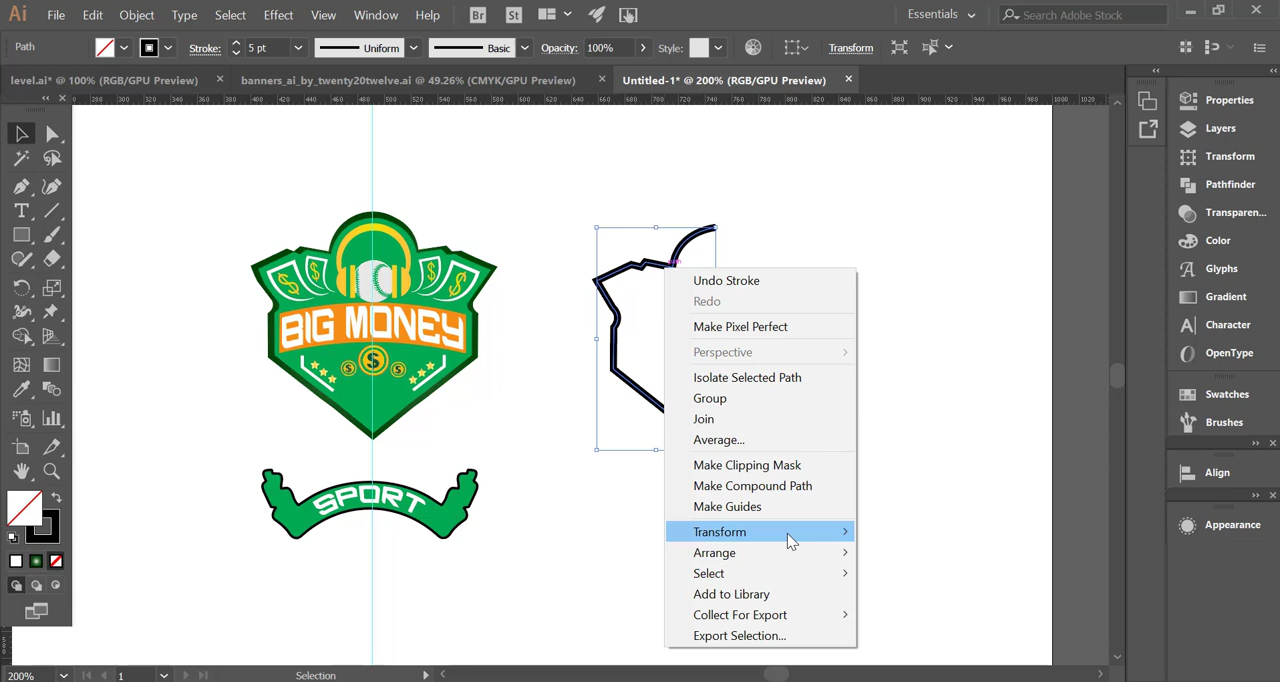 Ai File Edit Object Type Select Effect View Window Help Br St Essentials Search Adobe Stock
Path Stroke: 5 pt Uniform Basic Opacity: 100% Style: Transform
level.ai* @ 100% (RGB/GPU Preview) × banners_ai_by_twenty20twelve.ai @ 49.26% (CMYK/GPU Preview) × Untitled-1* @ 200% (RGB/GPU Preview) ×
Properties
Layers
Transform
Pathfinder
Transparen...
Color
Glyphs
Gradient
Character
OpenType
Swatches
Brushes
Align
Appearance
BIG MONEY
SPORT
Undo Stroke
Redo
Make Pixel Perfect
Perspective
Isolate Selected Path
Group
Join
Average...
Make Clipping Mask
Make Compound Path
Make Guides
Transform
Arrange
Select
Add to Library
Collect For Export
Export Selection...
200% 1 Selection